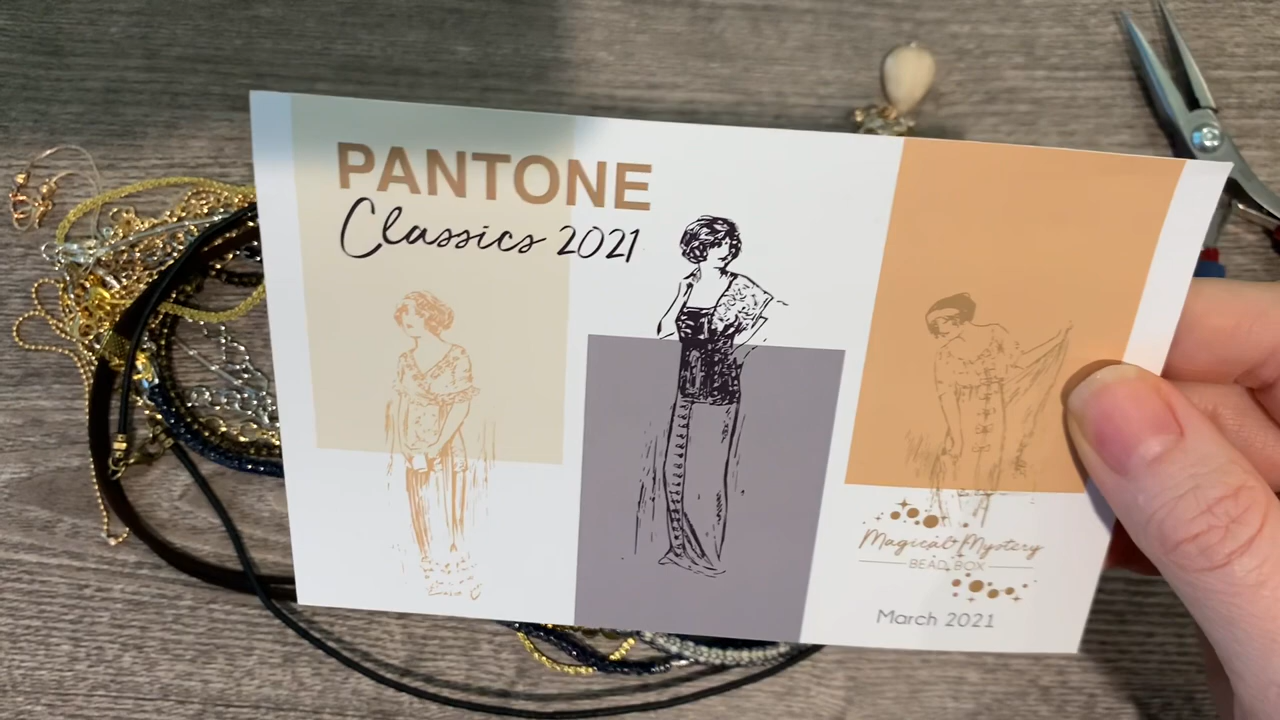 PANTONE
Classics 2021
Magical Mystery
BEAD BOX
March 2021